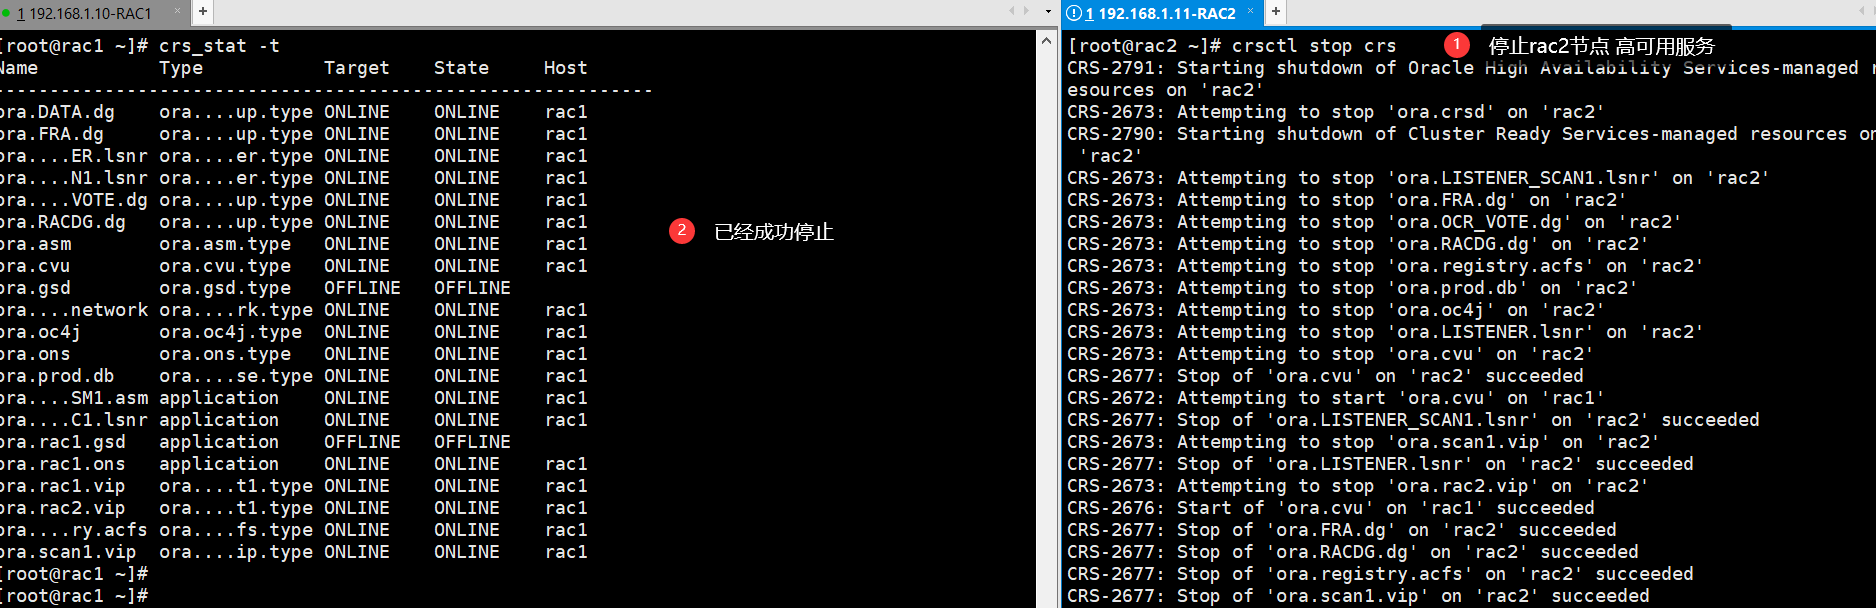 1 192.168.1.10-RAC1 × +
[root@rac1 ~]# crs_stat -t
Name Type Target State Host
------------------------------------------------------------
ora.DATA.dg ora....up.type ONLINE ONLINE rac1
ora.FRA.dg ora....up.type ONLINE ONLINE rac1
ora....ER.lsnr ora....er.type ONLINE ONLINE rac1
ora....N1.lsnr ora....er.type ONLINE ONLINE rac1
ora....VOTE.dg ora....up.type ONLINE ONLINE rac1
ora.RACDG.dg ora....up.type ONLINE ONLINE rac1
ora.asm ora.asm.type ONLINE ONLINE rac1
ora.cvu ora.cvu.type ONLINE ONLINE rac1
ora.gsd ora.gsd.type OFFLINE OFFLINE
ora....network ora....rk.type ONLINE ONLINE rac1
ora.oc4j ora.oc4j.type ONLINE ONLINE rac1
ora.ons ora.ons.type ONLINE ONLINE rac1
ora.prod.db ora....se.type ONLINE ONLINE rac1
ora....SM1.asm application ONLINE ONLINE rac1
ora....C1.lsnr application ONLINE ONLINE rac1
ora.rac1.gsd application OFFLINE OFFLINE
ora.rac1.ons application ONLINE ONLINE rac1
ora.rac1.vip ora....t1.type ONLINE ONLINE rac1
ora.rac2.vip ora....t1.type ONLINE ONLINE rac1
ora....ry.acfs ora....fs.type ONLINE ONLINE rac1
ora.scan1.vip ora....ip.type ONLINE ONLINE rac1
[root@rac1 ~]#
[root@rac1 ~]#
2 已经成功停止
1 192.168.1.11-RAC2 × +
[root@rac2 ~]# crsctl stop crs
1 停止rac2节点 高可用服务
CRS-2791: Starting shutdown of Oracle High Availability Services-managed r
esources on 'rac2'
CRS-2673: Attempting to stop 'ora.crsd' on 'rac2'
CRS-2790: Starting shutdown of Cluster Ready Services-managed resources on
'rac2'
CRS-2673: Attempting to stop 'ora.LISTENER_SCAN1.lsnr' on 'rac2'
CRS-2673: Attempting to stop 'ora.FRA.dg' on 'rac2'
CRS-2673: Attempting to stop 'ora.OCR_VOTE.dg' on 'rac2'
CRS-2673: Attempting to stop 'ora.RACDG.dg' on 'rac2'
CRS-2673: Attempting to stop 'ora.registry.acfs' on 'rac2'
CRS-2673: Attempting to stop 'ora.prod.db' on 'rac2'
CRS-2673: Attempting to stop 'ora.oc4j' on 'rac2'
CRS-2673: Attempting to stop 'ora.LISTENER.lsnr' on 'rac2'
CRS-2673: Attempting to stop 'ora.cvu' on 'rac2'
CRS-2677: Stop of 'ora.cvu' on 'rac2' succeeded
CRS-2672: Attempting to start 'ora.cvu' on 'rac1'
CRS-2677: Stop of 'ora.LISTENER_SCAN1.lsnr' on 'rac2' succeeded
CRS-2673: Attempting to stop 'ora.scan1.vip' on 'rac2'
CRS-2677: Stop of 'ora.LISTENER.lsnr' on 'rac2' succeeded
CRS-2673: Attempting to stop 'ora.rac2.vip' on 'rac2'
CRS-2676: Start of 'ora.cvu' on 'rac1' succeeded
CRS-2677: Stop of 'ora.FRA.dg' on 'rac2' succeeded
CRS-2677: Stop of 'ora.RACDG.dg' on 'rac2' succeeded
CRS-2677: Stop of 'ora.registry.acfs' on 'rac2' succeeded
CRS-2677: Stop of 'ora.scan1.vip' on 'rac2' succeeded